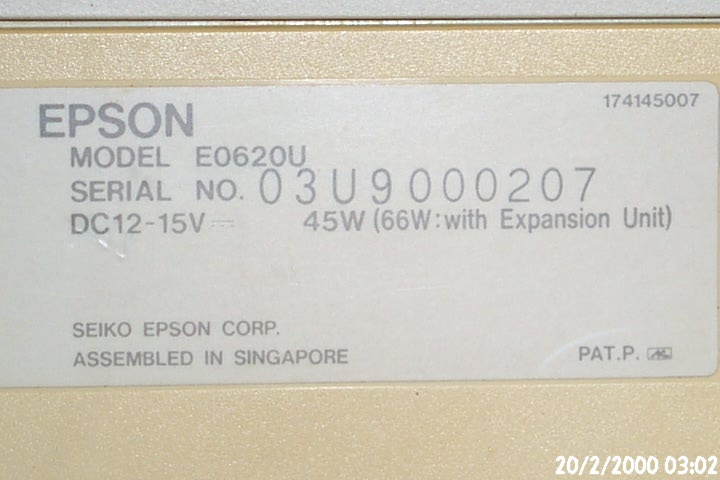 174145007
EPSON
MODEL E0620U
SERIAL NO. 03U9000207
DC12-15V ⎓ 45W (66W: with Expansion Unit)
SEIKO EPSON CORP.
ASSEMBLED IN SINGAPORE PAT.P.
20/2/2000 03:02